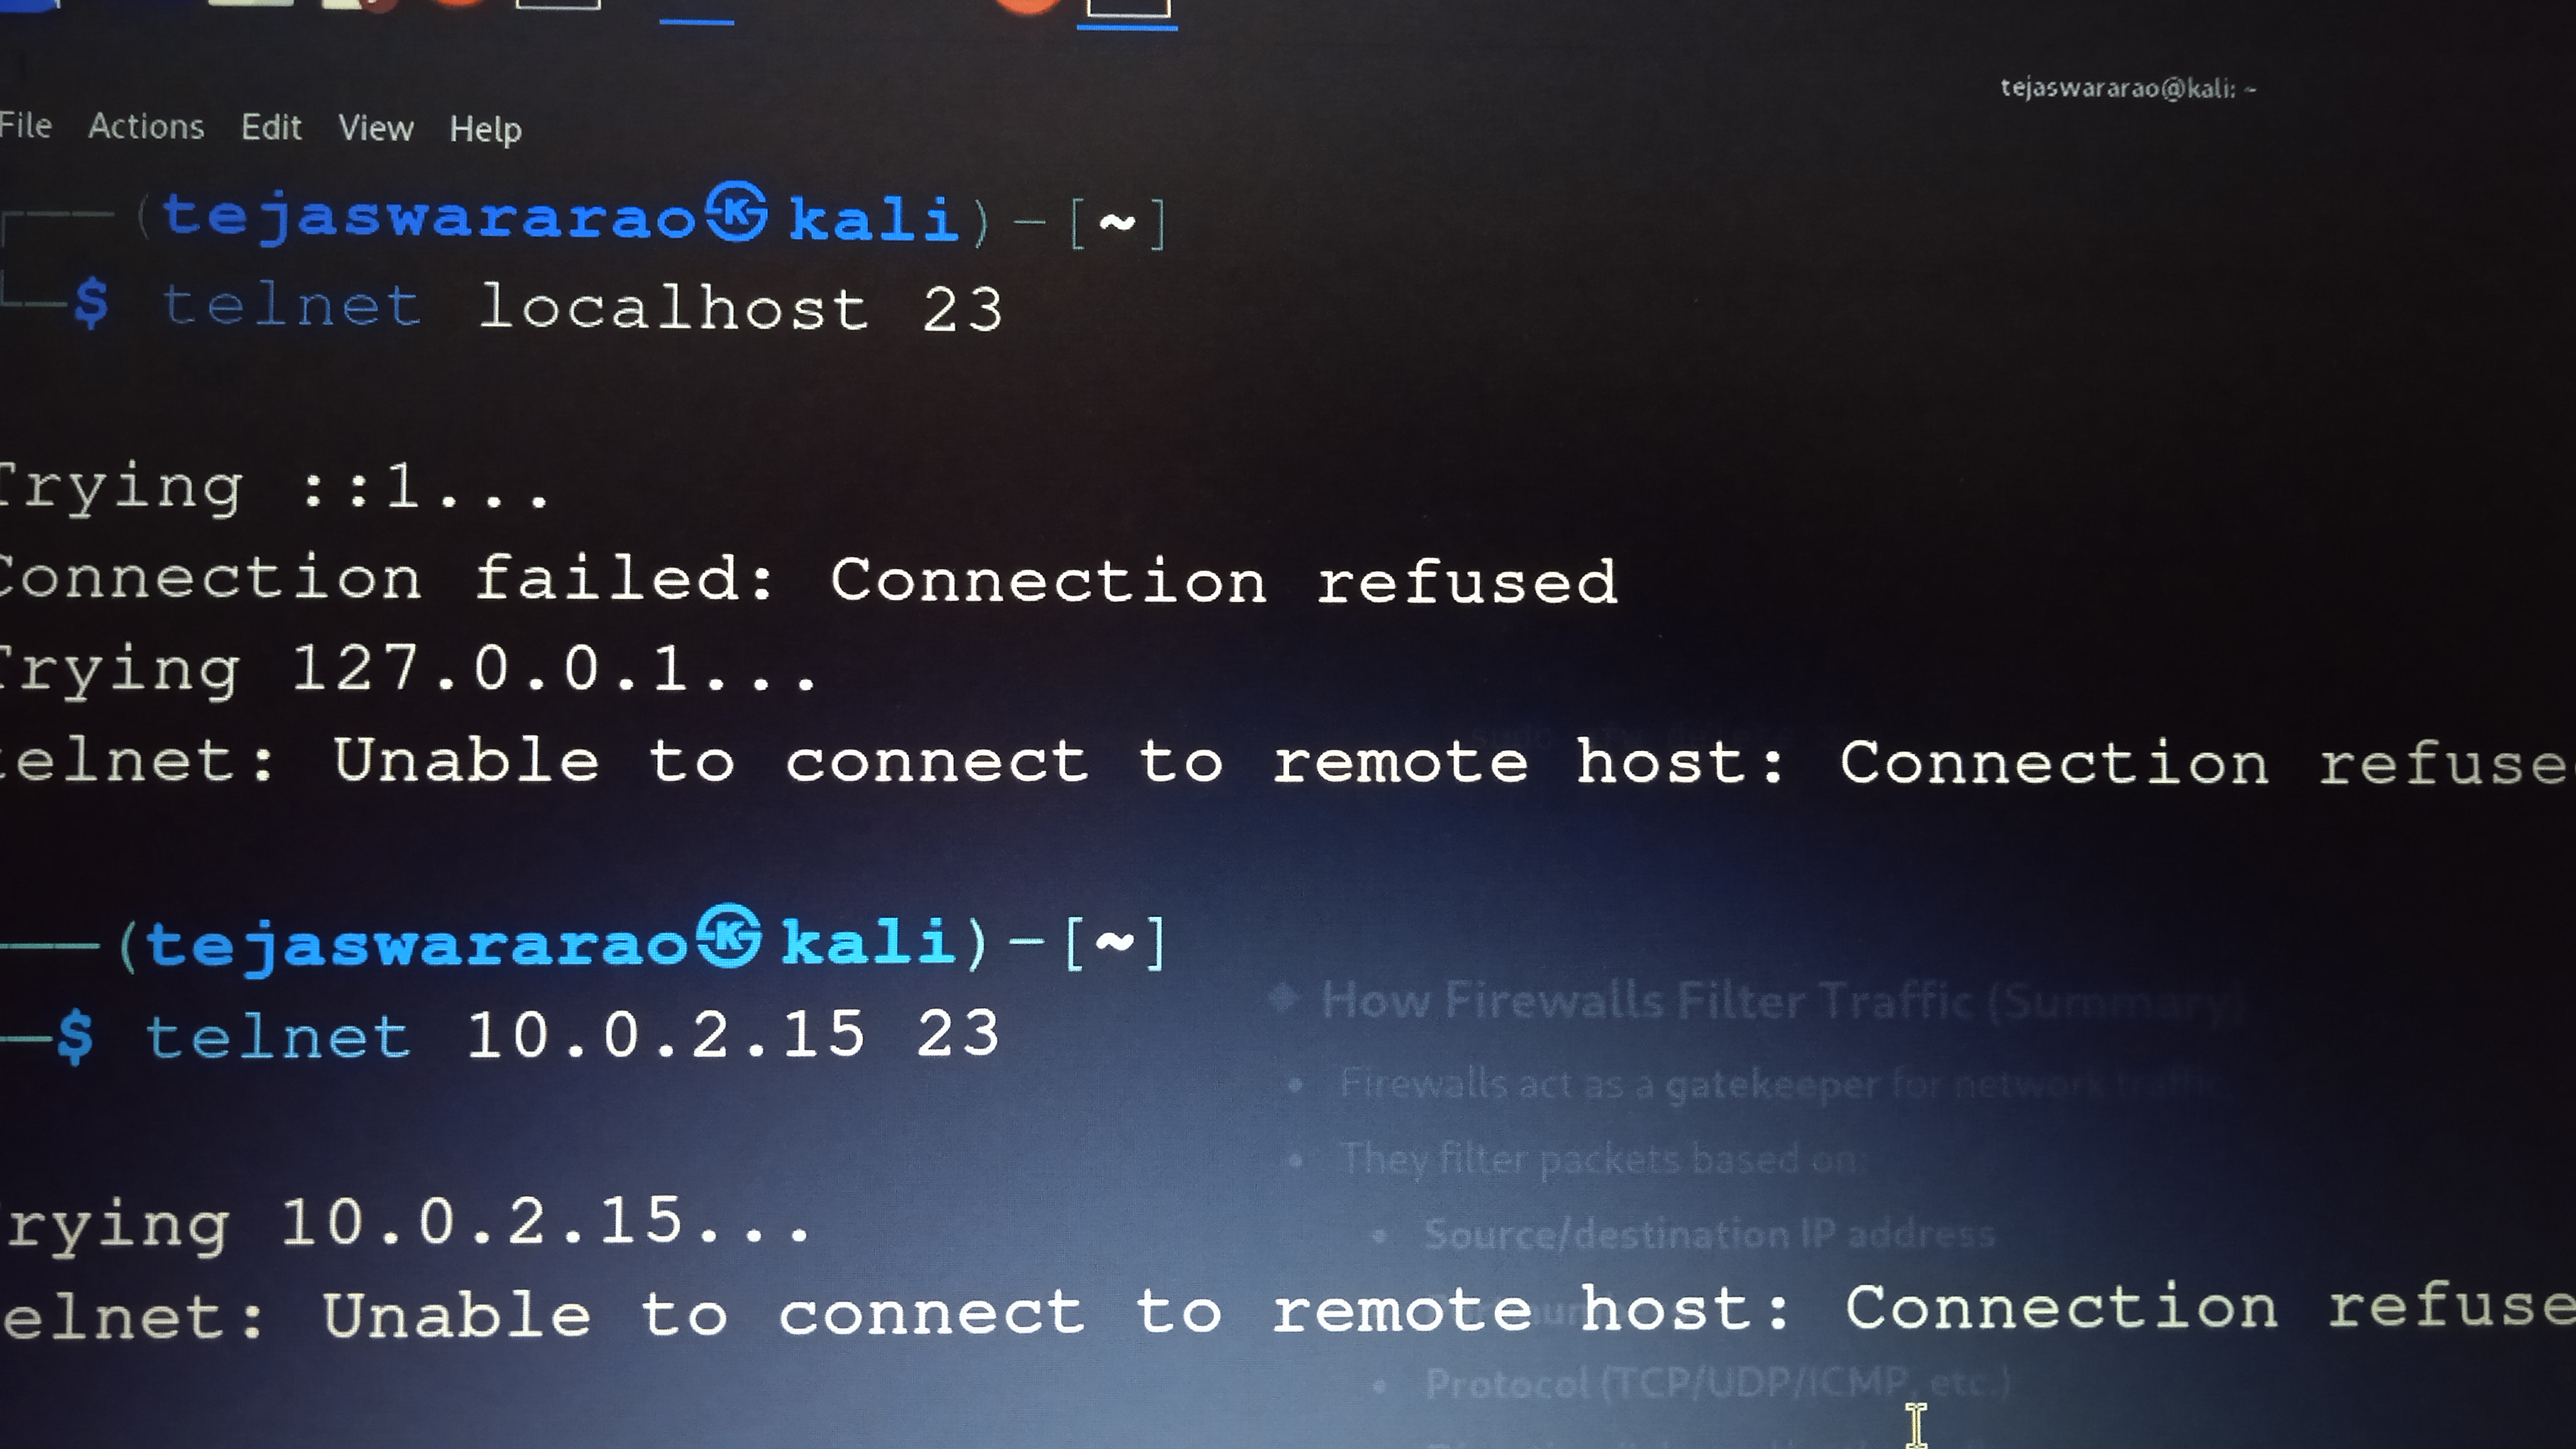 tejaswararao@kali: ~
File Actions Edit View Help
(tejaswararao㉿kali)-[~]
$ telnet localhost 23
Trying ::1...
Connection failed: Connection refused
Trying 127.0.0.1...
telnet: Unable to connect to remote host: Connection refused
(tejaswararao㉿kali)-[~]
$ telnet 10.0.2.15 23
How Firewalls Filter Traffic (Summary)
• Firewalls act as a gatekeeper for network traffic
• They filter packets based on:
Trying 10.0.2.15...
• Source/destination IP address
telnet: Unable to connect to remote host: Connection refuse
• Protocol (TCP/UDP/ICMP, etc.)